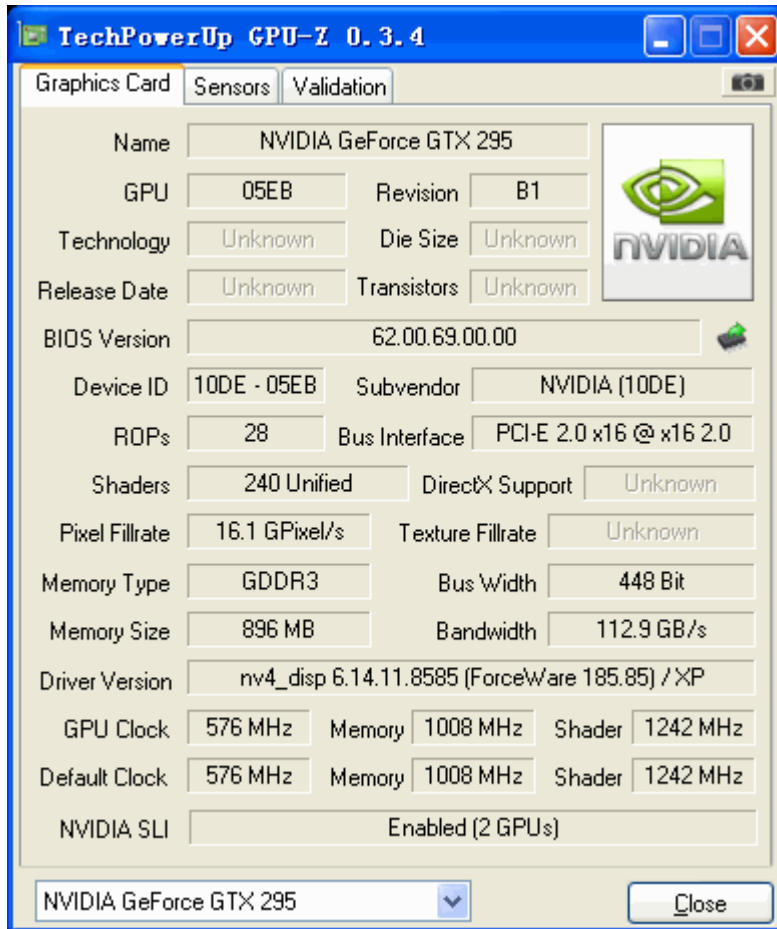 TechPowerUp GPU-Z 0.3.4
Graphics Card Sensors Validation
Name NVIDIA GeForce GTX 295
GPU 05EB Revision B1
Technology Unknown Die Size Unknown
NVIDIA
Release Date Unknown Transistors Unknown
BIOS Version 62.00.69.00.00
Device ID 10DE - 05EB Subvendor NVIDIA (10DE)
ROPs 28 Bus Interface PCI-E 2.0 x16 @ x16 2.0
Shaders 240 Unified DirectX Support Unknown
Pixel Fillrate 16.1 GPixel/s Texture Fillrate Unknown
Memory Type GDDR3 Bus Width 448 Bit
Memory Size 896 MB Bandwidth 112.9 GB/s
Driver Version nv4_disp 6.14.11.8585 (ForceWare 185.85) / XP
GPU Clock 576 MHz Memory 1008 MHz Shader 1242 MHz
Default Clock 576 MHz Memory 1008 MHz Shader 1242 MHz
NVIDIA SLI Enabled (2 GPUs)
NVIDIA GeForce GTX 295 Close